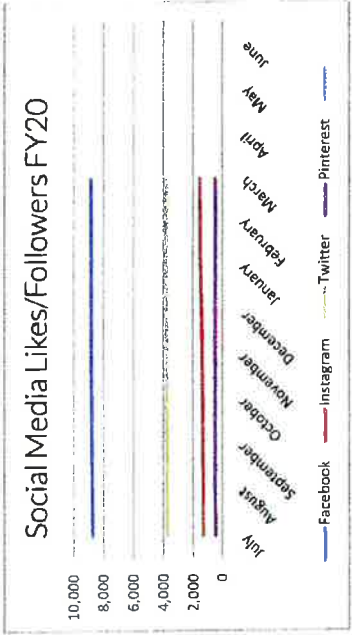 Social Media Likes/Followers FY20
10,000
8,000
6,000
4,000
2,000
0
July August September October November December January February March April May June
Facebook Instagram Twitter Pinterest